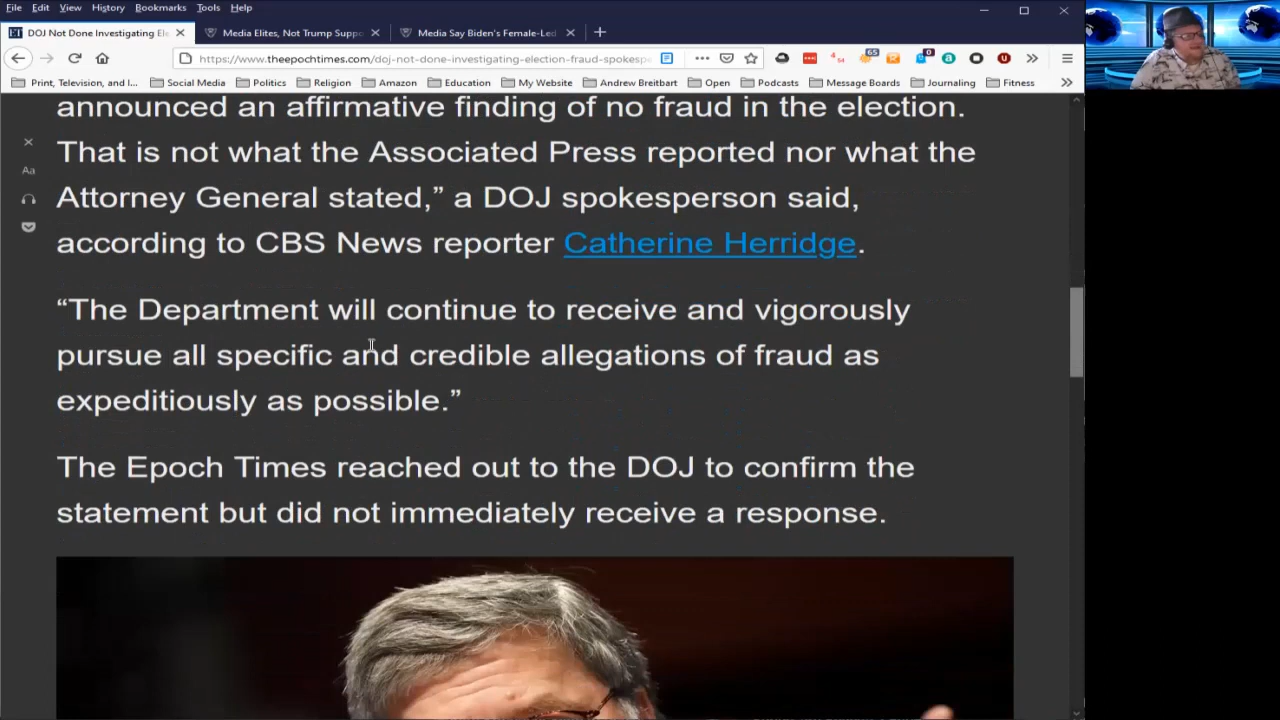 File Edit View History Bookmarks Tools Help
DOJ Not Done Investigating Ele
Media Elites, Not Trump Suppo
Media Say Biden's Female-Led
https://www.theepochtimes.com/doj-not-done-investigating-election-fraud-spokespe
Print, Television, and I... Social Media Politics Religion Amazon Education My Website Andrew Breitbart Open Podcasts Message Boards Journaling Fitness
announced an affirmative finding of no fraud in the election.
That is not what the Associated Press reported nor what the
Attorney General stated,” a DOJ spokesperson said,
according to CBS News reporter Catherine Herridge.
“The Department will continue to receive and vigorously
pursue all specific and credible allegations of fraud as
expeditiously as possible.”
The Epoch Times reached out to the DOJ to confirm the
statement but did not immediately receive a response.
Aa